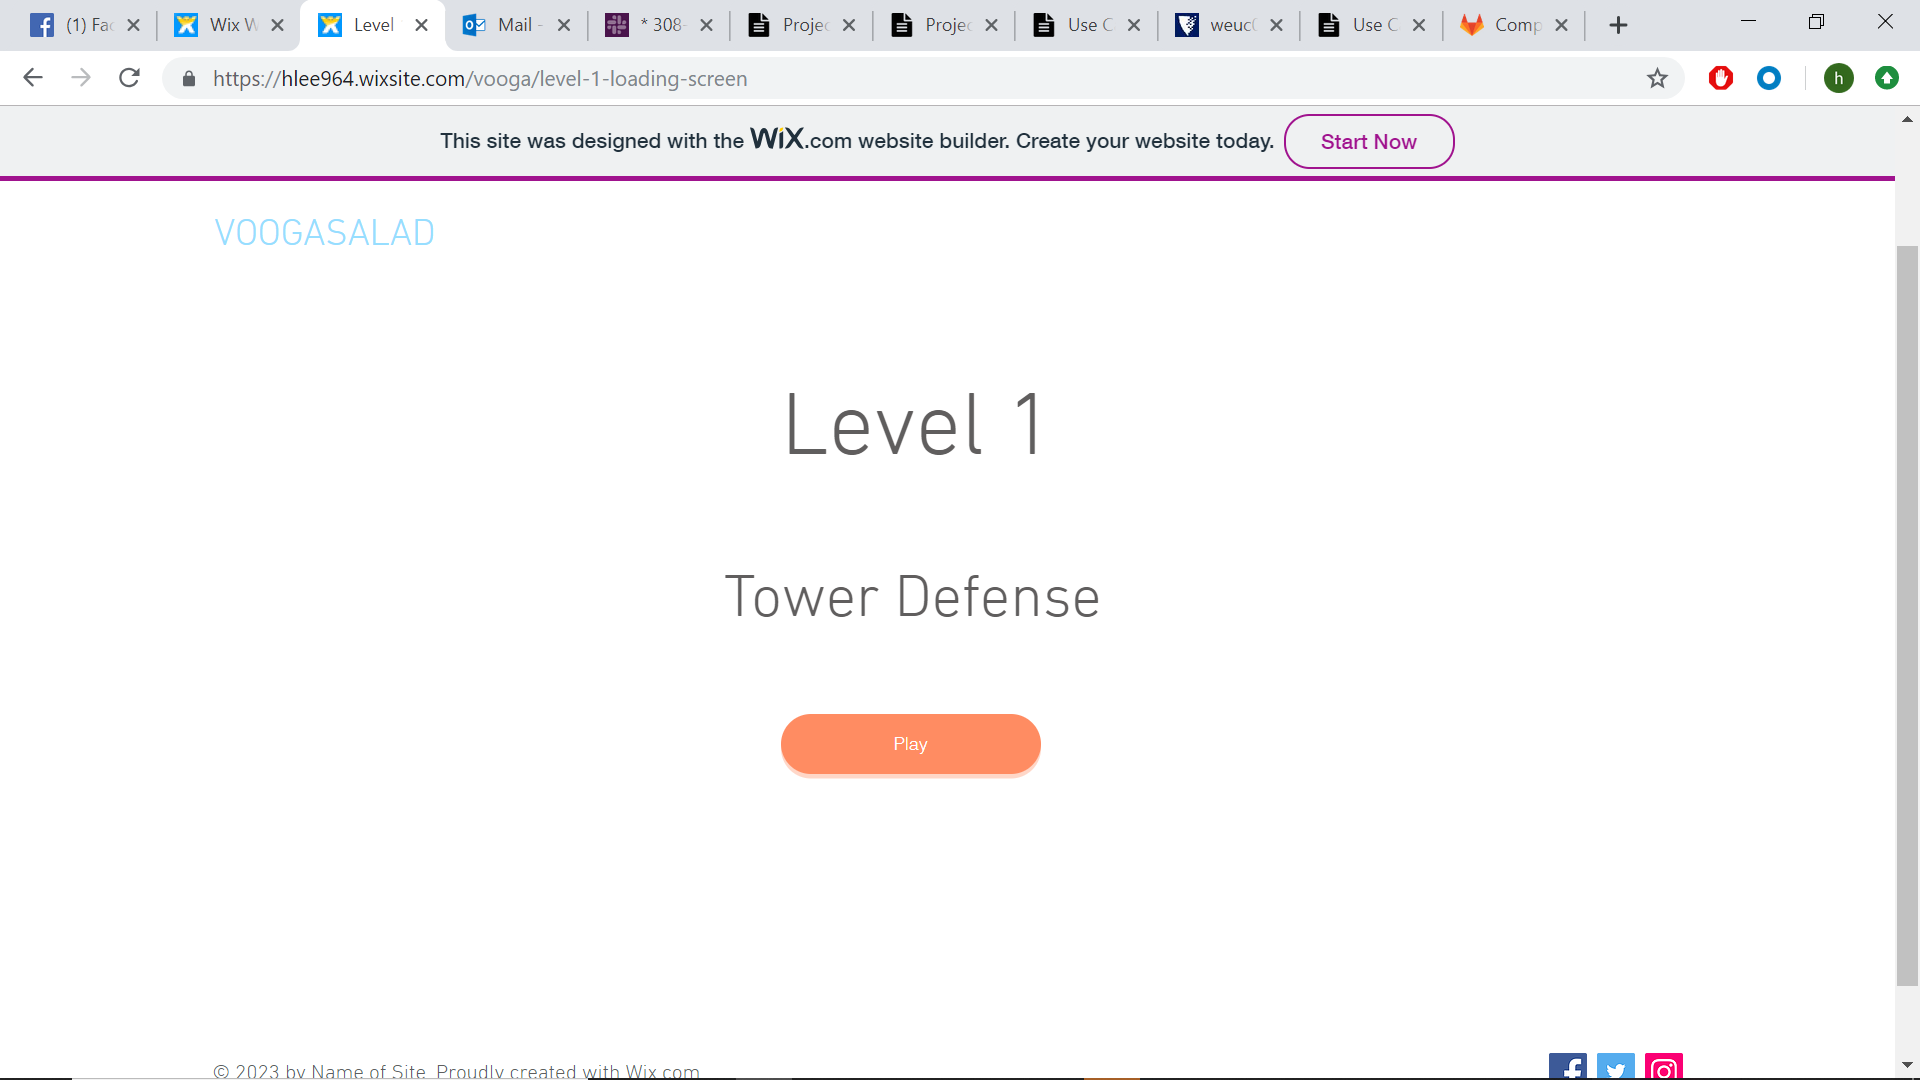 (1) Fac
Wix W
Level
Mail -
* 308-
Projec
Projec
Use C
weuc
Use C
Comp
https://hlee964.wixsite.com/vooga/level-1-loading-screen
h
This site was designed with the WiX.com website builder. Create your website today.
Start Now
VOOGASALAD
Level 1
Tower Defense
Play
© 2023 by Name of Site. Proudly created with Wix.com